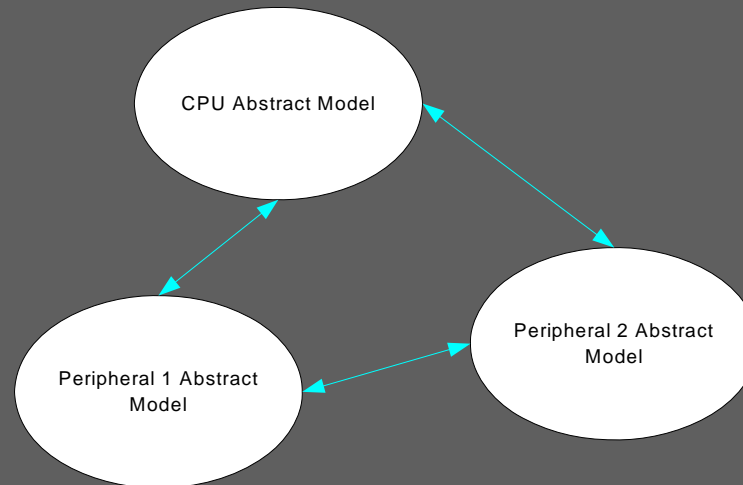 CPU Abstract Model
Peripheral 2 Abstract
Model
Peripheral 1 Abstract
Model